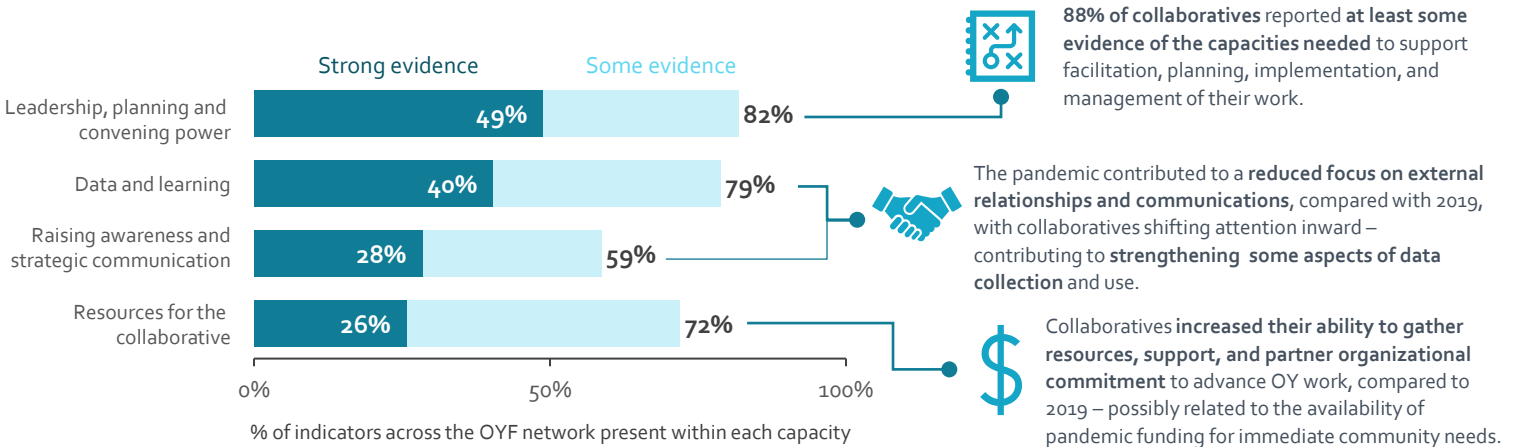 Strong evidence
Some evidence
Leadership, planning and
convening power
49%
82%
Data and learning
40%
79%
Raising awareness and
strategic communication
28%
59%
Resources for the
collaborative
26%
72%
0%
50%
100%
% of indicators across the OYF network present within each capacity
88% of collaboratives reported at least some
evidence of the capacities needed to support
facilitation, planning, implementation, and
management of their work.
The pandemic contributed to a reduced focus on external
relationships and communications, compared with 2019,
with collaboratives shifting attention inward –
contributing to strengthening some aspects of data
collection and use.
Collaboratives increased their ability to gather
resources, support, and partner organizational
commitment to advance OY work, compared to
2019 – possibly related to the availability of
pandemic funding for immediate community needs.